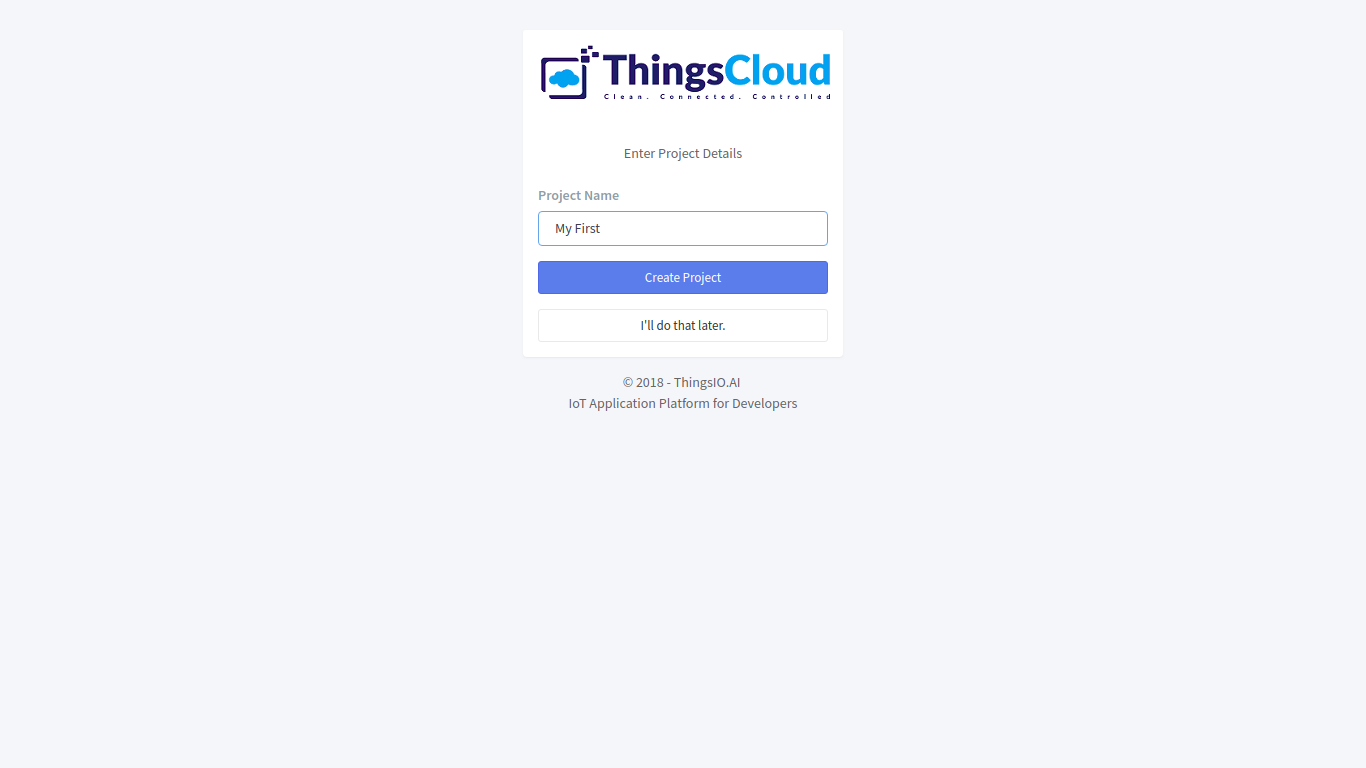 ThingsCloud
Clean. Connected. Controlled
Enter Project Details
Project Name
My First
Create Project
I'll do that later.
© 2018 - ThingsIO.AI
IoT Application Platform for Developers